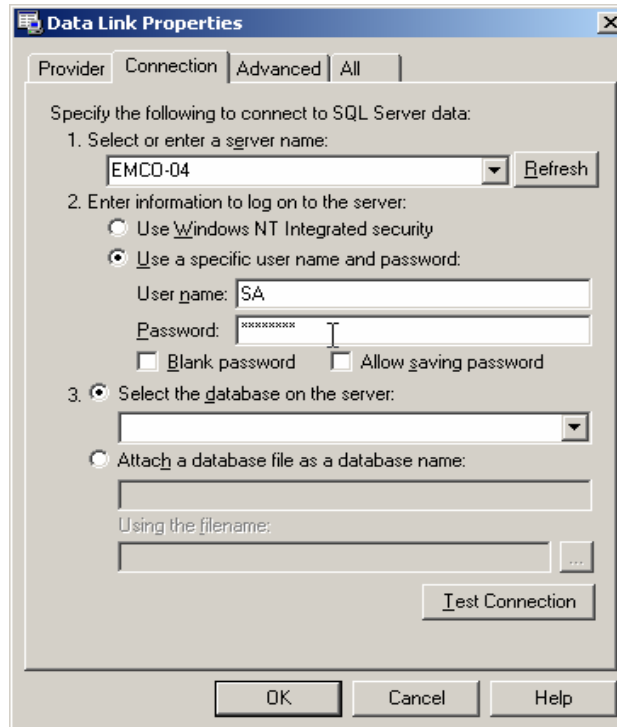 Data Link Properties
Provider Connection Advanced All
Specify the following to connect to SQL Server data:
1. Select or enter a server name:
EMCO-04 Refresh
2. Enter information to log on to the server:
Use Windows NT Integrated security
Use a specific user name and password:
User name: SA
Password: ********
Blank password Allow saving password
3. Select the database on the server:
Attach a database file as a database name:
Using the filename:
...
Test Connection
OK Cancel Help